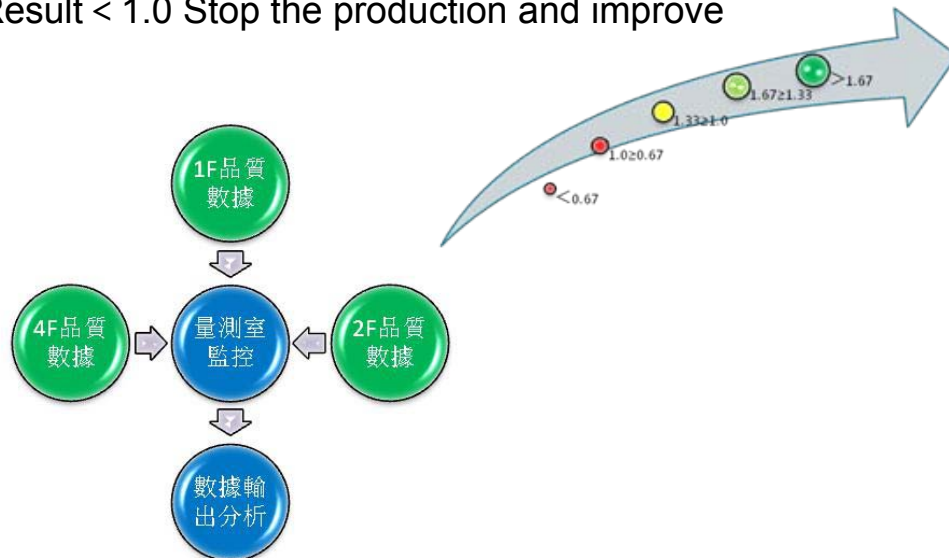 Result < 1.0 Stop the production and improve
>1.67
1.67≥1.33
1.33≥1.0
1.0≥0.67
<0.67
1F品質
數據
4F品質
數據
量測室
監控
2F品質
數據
數據輸
出分析